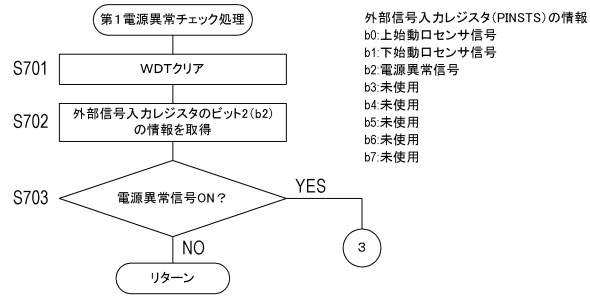 第1電源異常チェック処理
S701
WDTクリア
S702
外部信号入力レジスタのビット2(b2)
の情報を取得
S703
電源異常信号ON？
YES
3
NO
リターン
外部信号入力レジスタ(PINSTS)の情報
b0:上始動口センサ信号
b1:下始動口センサ信号
b2:電源異常信号
b3:未使用
b4:未使用
b5:未使用
b6:未使用
b7:未使用